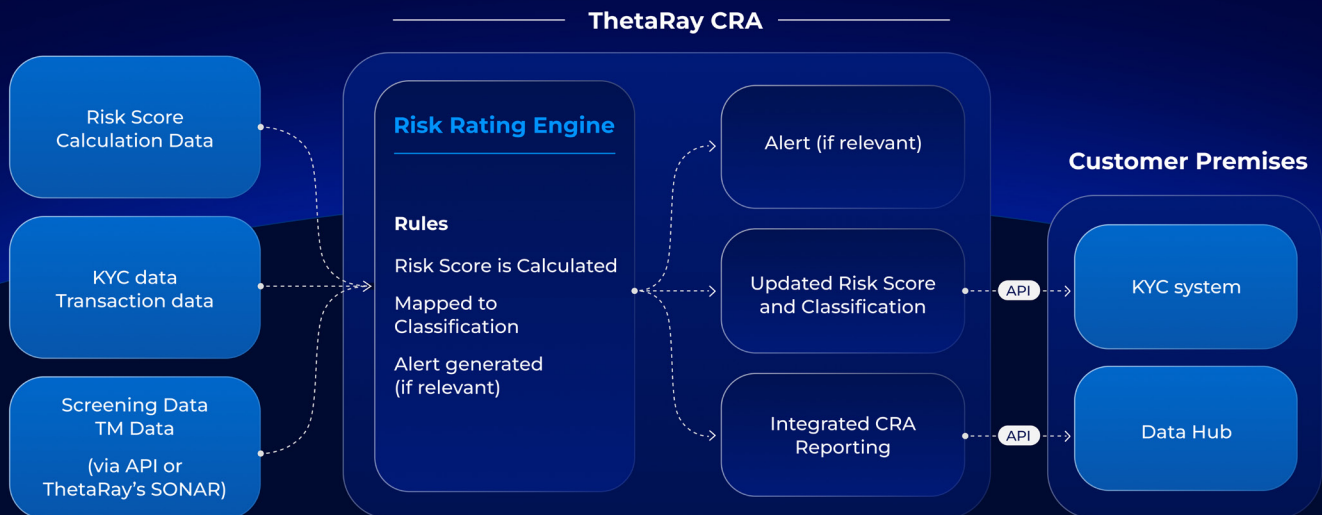 ThetaRay CRA
Risk Score
Calculation Data
KYC data
Transaction data
Screening Data
TM Data
(via API or
ThetaRay's SONAR)
Risk Rating Engine
Rules
Risk Score is Calculated
Mapped to
Classification
Alert generated
(if relevant)
Alert (if relevant)
Updated Risk Score
and Classification
Integrated CRA
Reporting
API
API
Customer Premises
KYC system
Data Hub